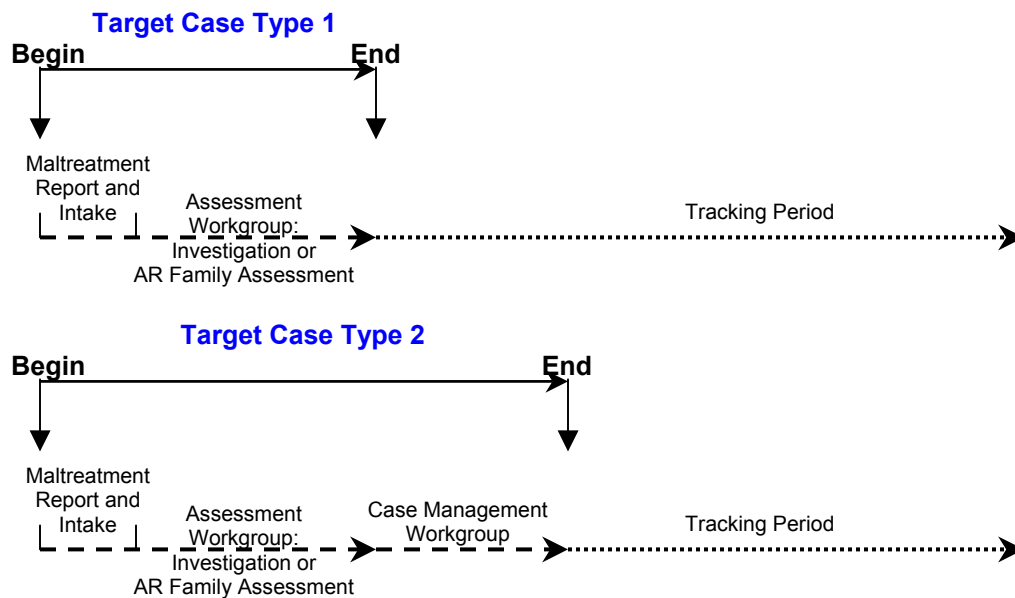 Target Case Type 1
Begin
End
Maltreatment
Report and
Intake
Assessment
Workgroup:
Investigation or
AR Family Assessment
Tracking Period
Target Case Type 2
Begin
End
Maltreatment
Report and
Intake
Assessment
Workgroup:
Investigation or
AR Family Assessment
Case Management
Workgroup
Tracking Period